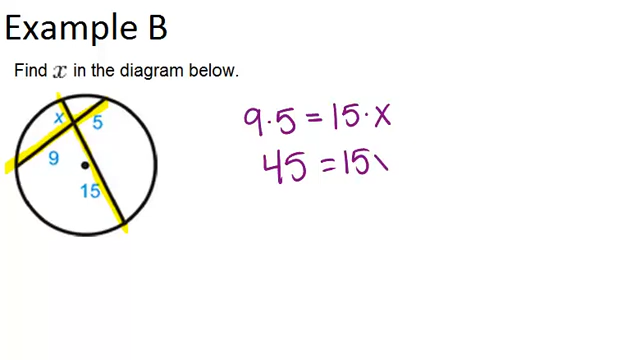 Example B
Find x in the diagram below.
x
5
9
15
9·5 = 15·x
45 = 15